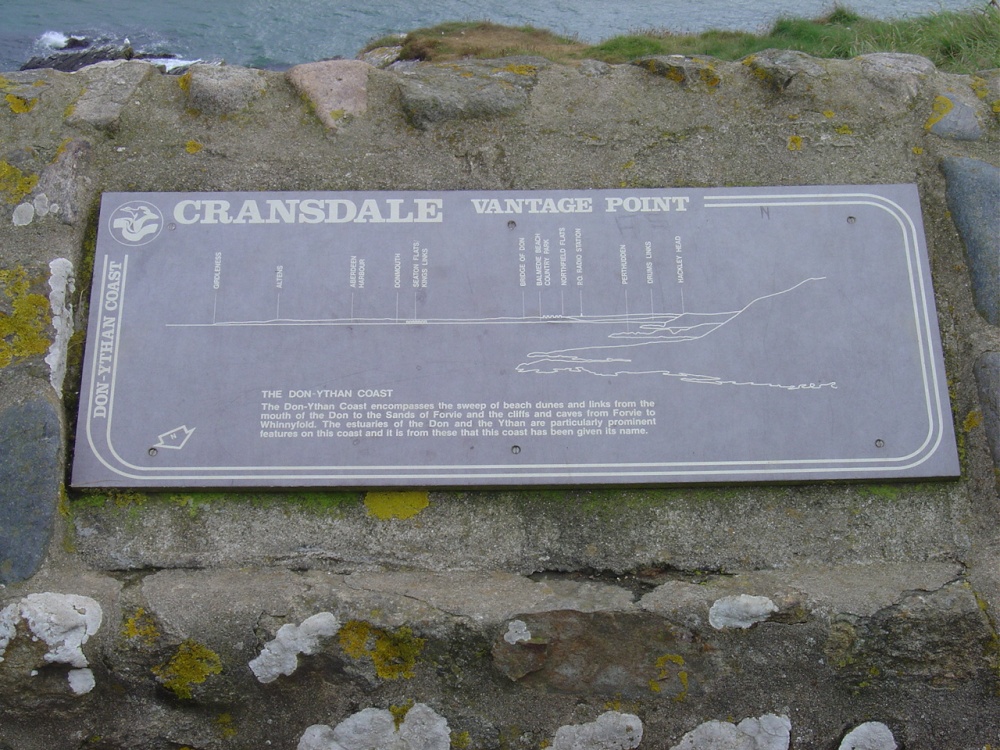 CRANSDALE VANTAGE POINT
DON-YTHAN COAST
GIRDLENESS
ALTENS
ABERDEEN
HARBOUR
DONMOUTH
SEATON FLATS
KINGS LINKS
BRIDGE OF DON
BALMEDIE BEACH
COUNTRY PARK
NORTHFIELD FLATS
P.O. RADIO STATION
PERTHUDDEN
DRUMS LINKS
HACKLEY HEAD
THE DON-YTHAN COAST
The Don-Ythan Coast encompasses the sweep of beach dunes and links from the
mouth of the Don to the Sands of Forvie and the cliffs and caves from Forvie to
Whinnyfold. The estuaries of the Don and the Ythan are particularly prominent
features on this coast and it is from these that this coast has been given its name.
N